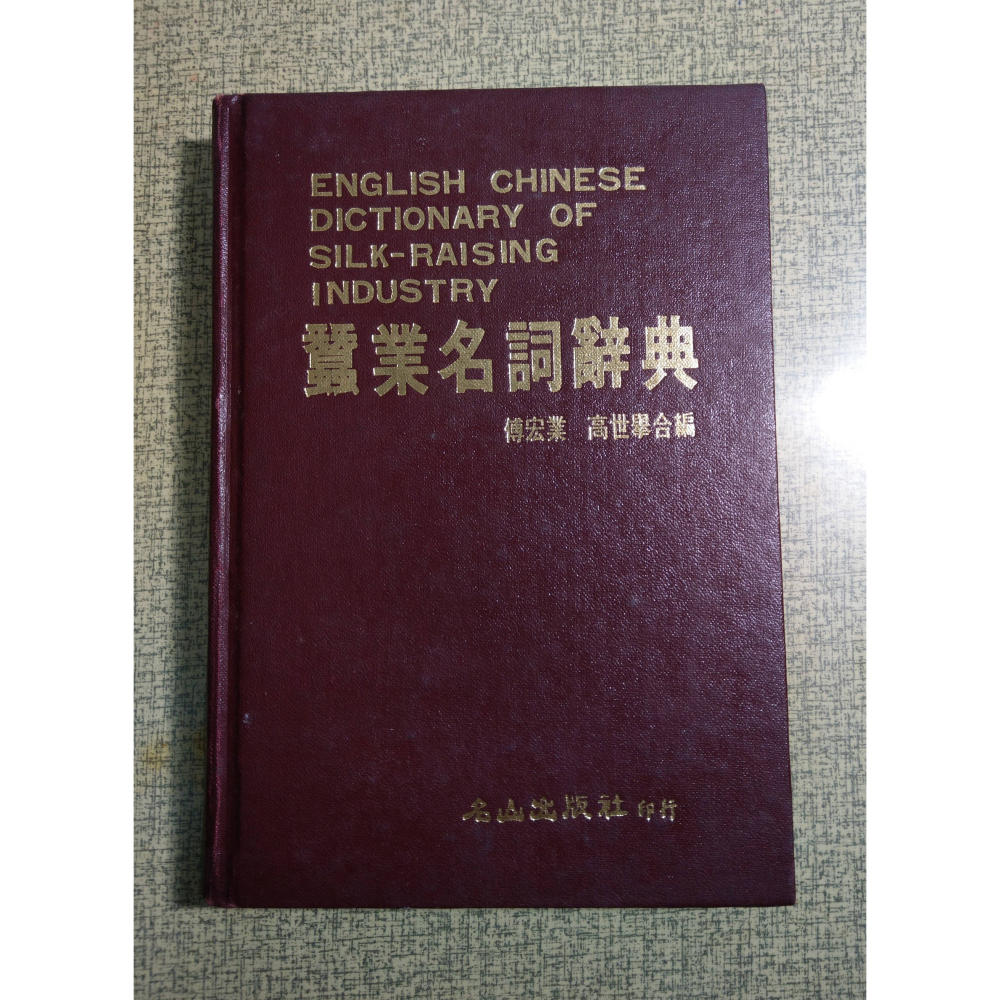 ENGLISH CHINESE
DICTIONARY OF
SILK-RAISING
INDUSTRY
蠶業名詞辭典
傅宏業 高世舉合編
名山出版社印行